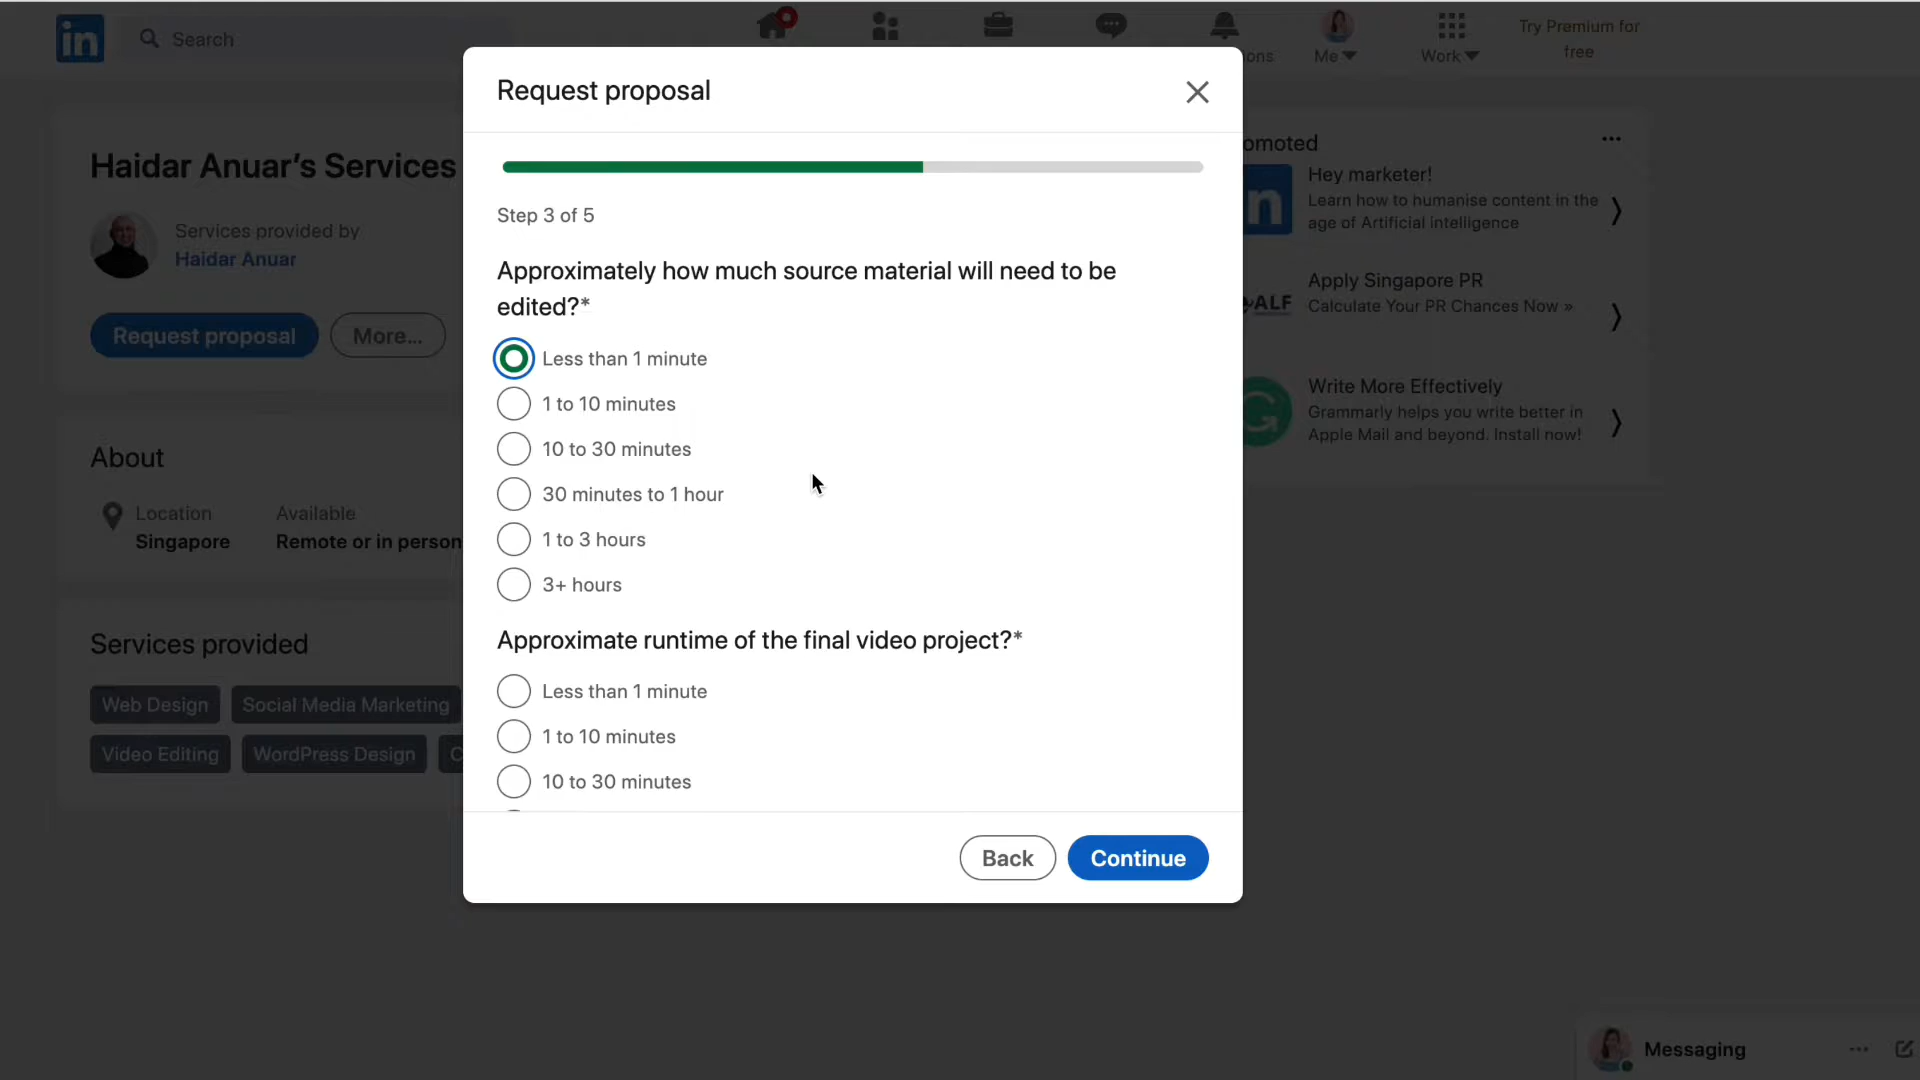 in
Search
ons
Me
Work
Try Premium for
free
Request proposal
Step 3 of 5
Approximately how much source material will need to be
edited?*
Less than 1 minute
1 to 10 minutes
10 to 30 minutes
30 minutes to 1 hour
1 to 3 hours
3+ hours
Approximate runtime of the final video project?*
Less than 1 minute
1 to 10 minutes
10 to 30 minutes
Back
Continue
Haidar Anuar's Services
Services provided by
Haidar Anuar
Request proposal
More...
About
Location
Singapore
Available
Remote or in person
Services provided
Web Design
Social Media Marketing
Video Editing
WordPress Design
C
omoted
Hey marketer!
Learn how to humanise content in the
age of Artificial intelligence
in
Apply Singapore PR
Calculate Your PR Chances Now »
ALF
Write More Effectively
Grammarly helps you write better in
Apple Mail and beyond. Install now!
Messaging